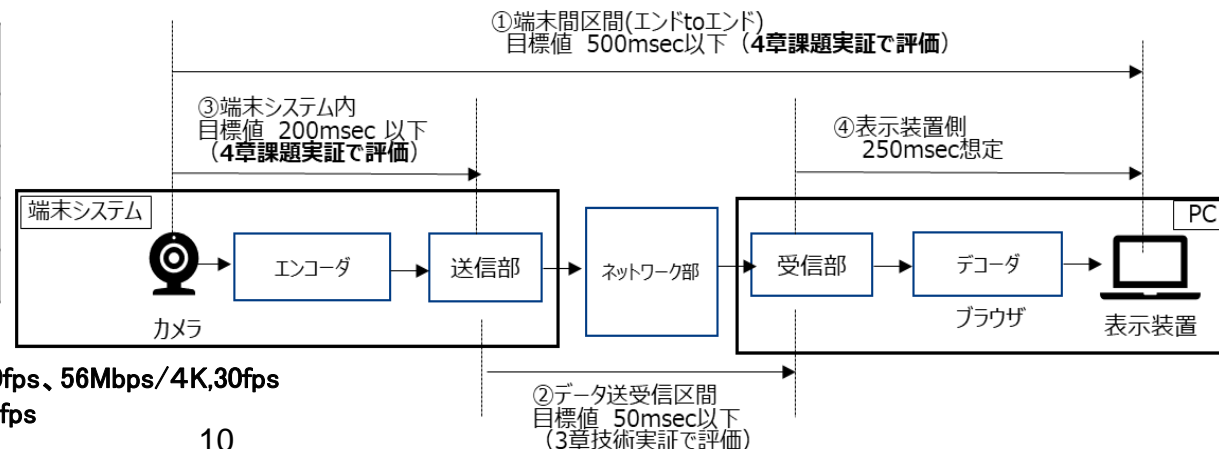 ①端末間区間(エンドtoエンド)
目標値 500msec以下（4章課題実証で評価）
③端末システム内
目標値 200msec 以下
（4章課題実証で評価）
④表示装置側
250msec想定
端末システム
PC
エンコーダ
送信部
ネットワーク部
受信部
デコーダ
カメラ
ブラウザ
表示装置
fps、56Mbps/4K,30fps
fps
②データ送受信区間
目標値 50msec以下
（3章技術実証で評価）
10